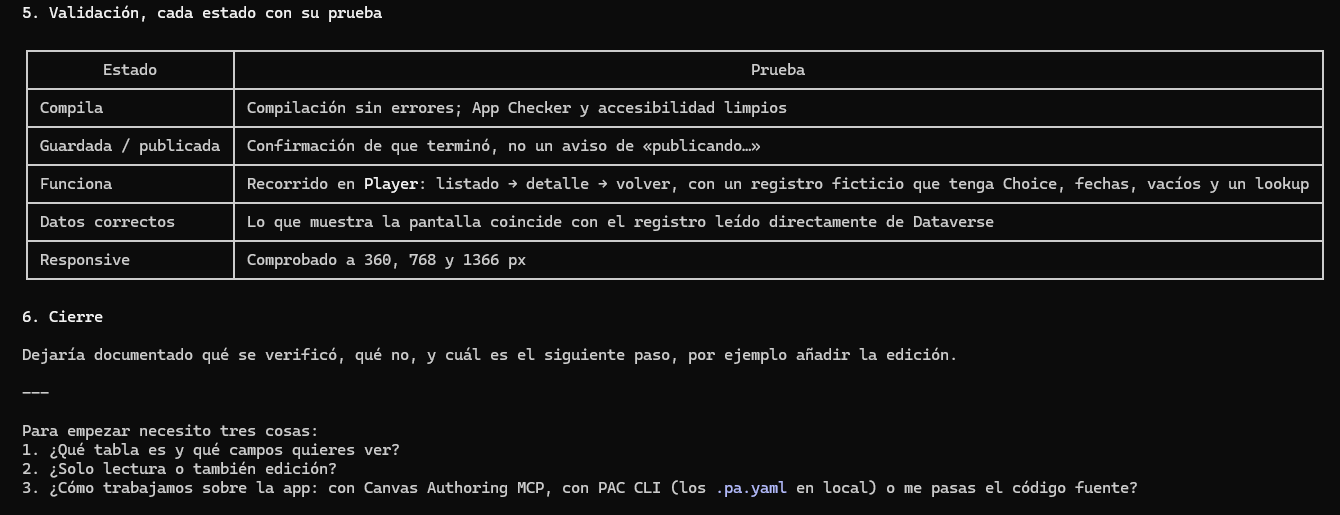 5. Validación, cada estado con su prueba
Estado Prueba
Compila Compilación sin errores; App Checker y accesibilidad limpios
Guardada / publicada Confirmación de que terminó, no un aviso de «publicando…»
Funciona Recorrido en Player: listado → detalle → volver, con un registro ficticio que tenga Choice, fechas, vacíos y un lookup
Datos correctos Lo que muestra la pantalla coincide con el registro leído directamente de Dataverse
Responsive Comprobado a 360, 768 y 1366 px
6. Cierre
Dejaría documentado qué se verificó, qué no, y cuál es el siguiente paso, por ejemplo añadir la edición.
———
Para empezar necesito tres cosas:
1. ¿Qué tabla es y qué campos quieres ver?
2. ¿Solo lectura o también edición?
3. ¿Cómo trabajamos sobre la app: con Canvas Authoring MCP, con PAC CLI (los .pa.yaml en local) o me pasas el código fuente?